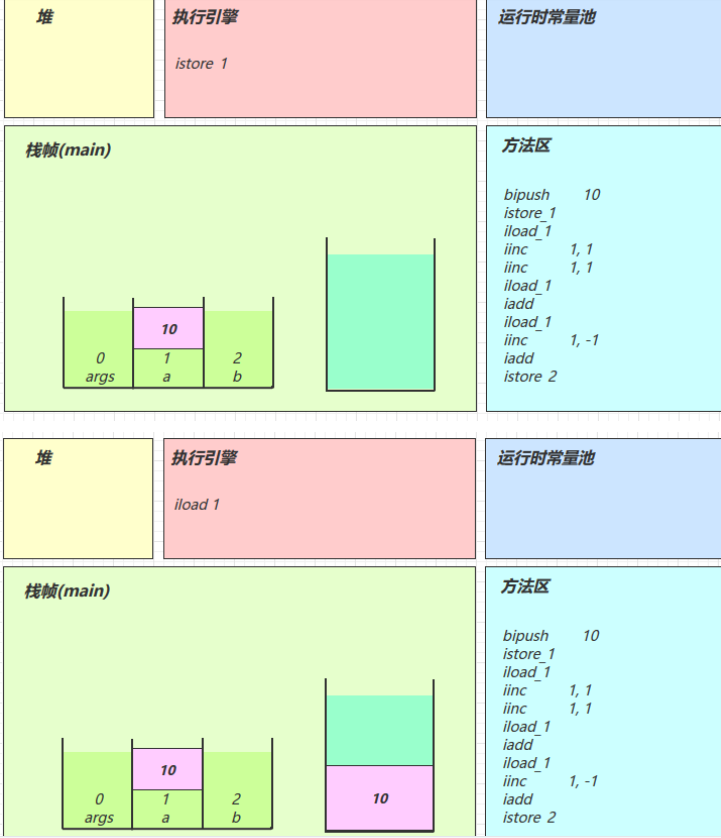 堆
执行引擎
运行时常量池
istore 1
栈帧(main)
方法区
bipush 10
istore_1
iload_1
iinc 1, 1
iinc 1, 1
iload_1
iadd
iload_1
iinc 1, -1
iadd
istore 2
10
0 1 2
args a b
堆
执行引擎
运行时常量池
iload 1
栈帧(main)
方法区
bipush 10
istore_1
iload_1
iinc 1, 1
iinc 1, 1
iload_1
iadd
iload_1
iinc 1, -1
iadd
istore 2
10
10
0 1 2
args a b